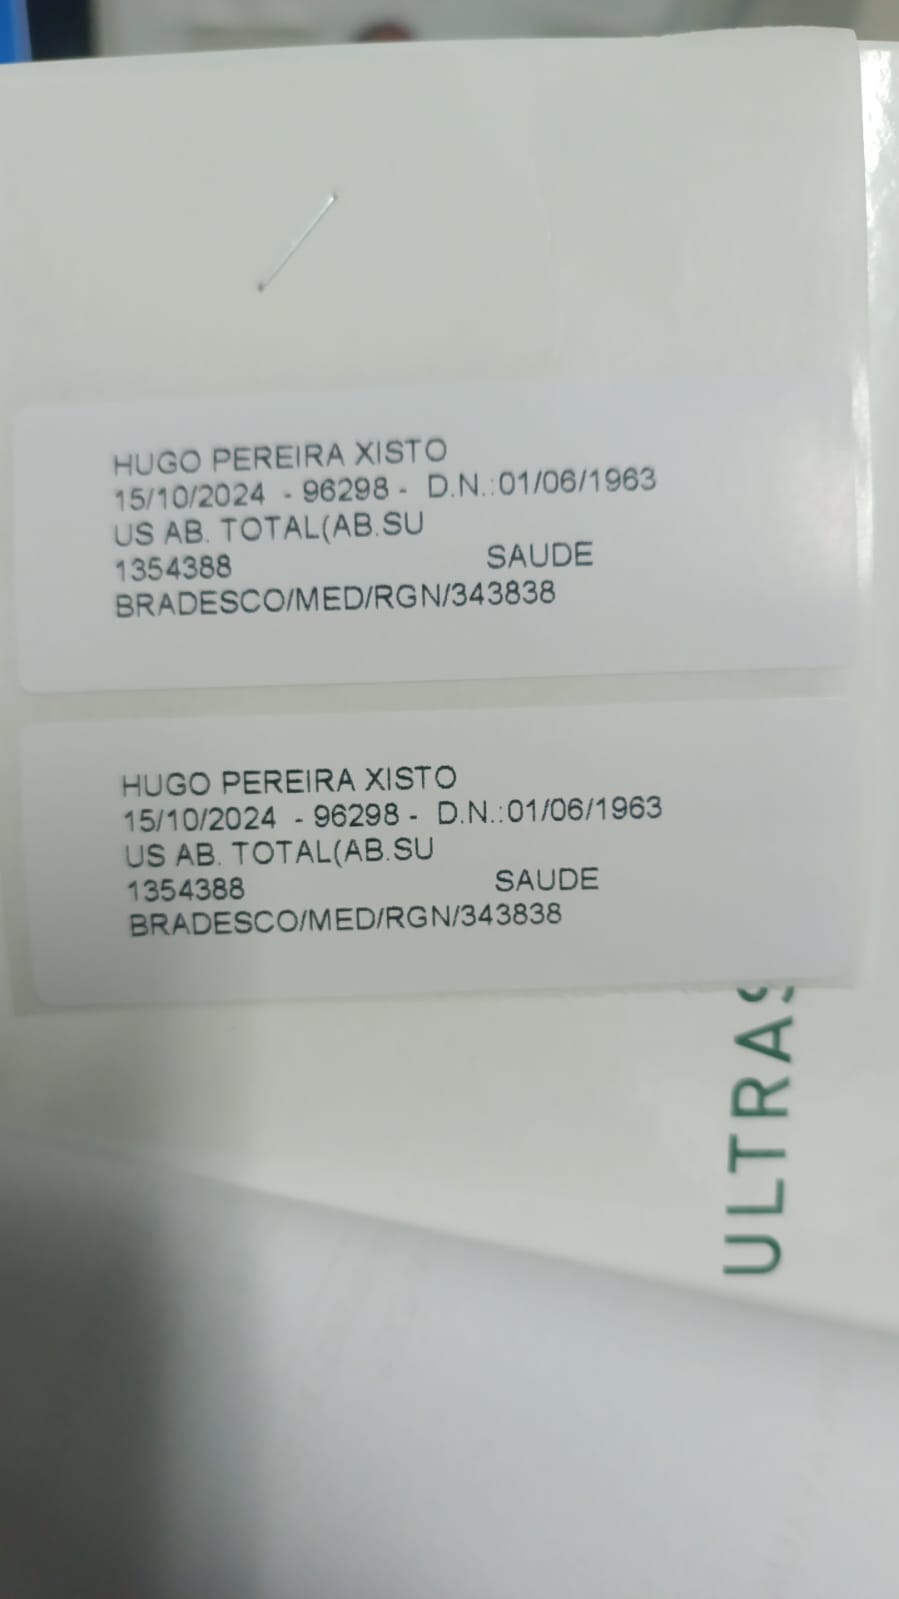 HUGO PEREIRA XISTO
15/10/2024 - 96298 - D.N.:01/06/1963
US AB. TOTAL(AB.SU
1354388 SAUDE
BRADESCO/MED/RGN/343838
HUGO PEREIRA XISTO
15/10/2024 - 96298 - D.N.:01/06/1963
US AB. TOTAL(AB.SU
1354388 SAUDE
BRADESCO/MED/RGN/343838
ULTRAS